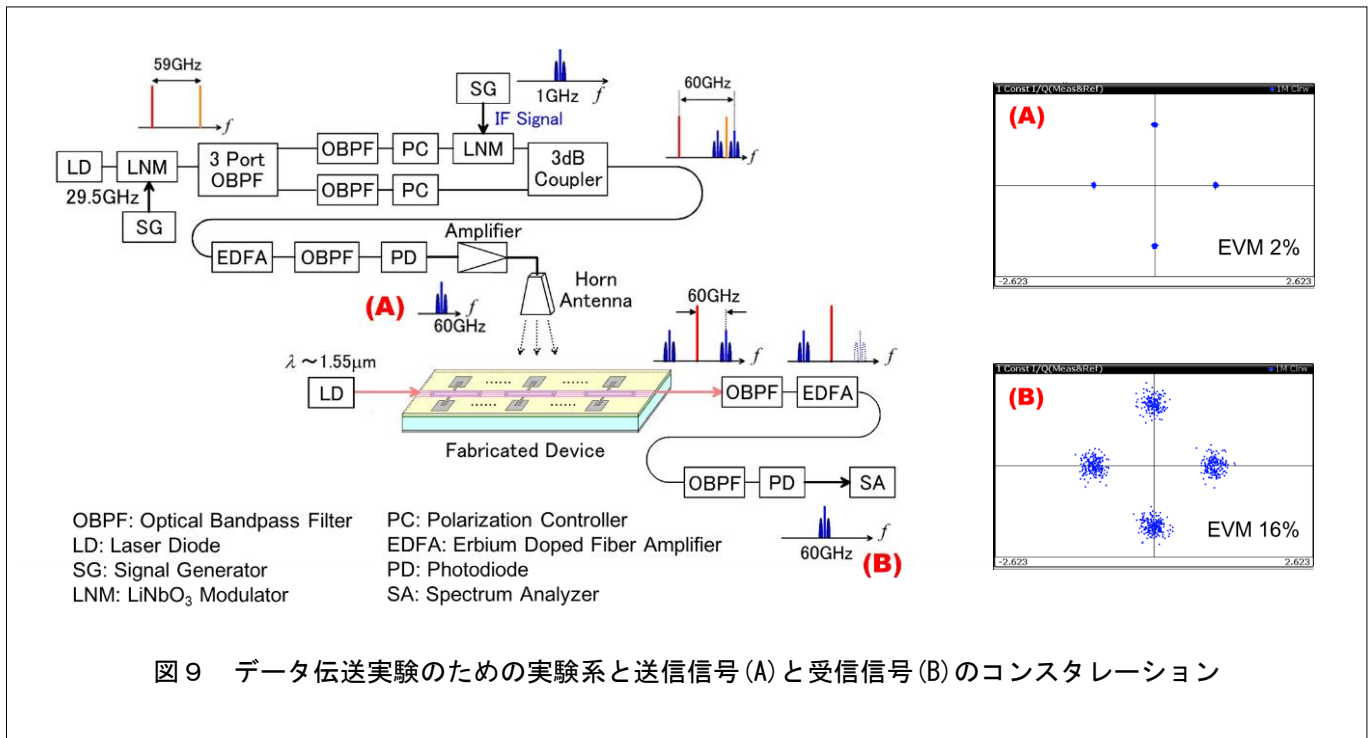 59GHz
f
LD
LNM
29.5GHz
SG
3 Port
OBPF
OBPF
PC
LNM
OBPF
PC
SG
IF Signal
1GHz
f
3dB
Coupler
60GHz
f
EDFA
OBPF
PD
Amplifier
Horn
Antenna
(A)
f
60GHz
λ～1.55μm
LD
Fabricated Device
60GHz
f
f
OBPF
EDFA
OBPF
PD
SA
f
60GHz
(B)
OBPF: Optical Bandpass Filter
LD: Laser Diode
SG: Signal Generator
LNM: LiNbO₃ Modulator
PC: Polarization Controller
EDFA: Erbium Doped Fiber Amplifier
PD: Photodiode
SA: Spectrum Analyzer
1 Const I/Q(Meas&Ref)
1M Clrw
(A)
EVM 2%
-2.623
2.623
1 Const I/Q(Meas&Ref)
1M Clrw
(B)
EVM 16%
-2.623
2.623
図９　データ伝送実験のための実験系と送信信号(A)と受信信号(B)のコンスタレーション